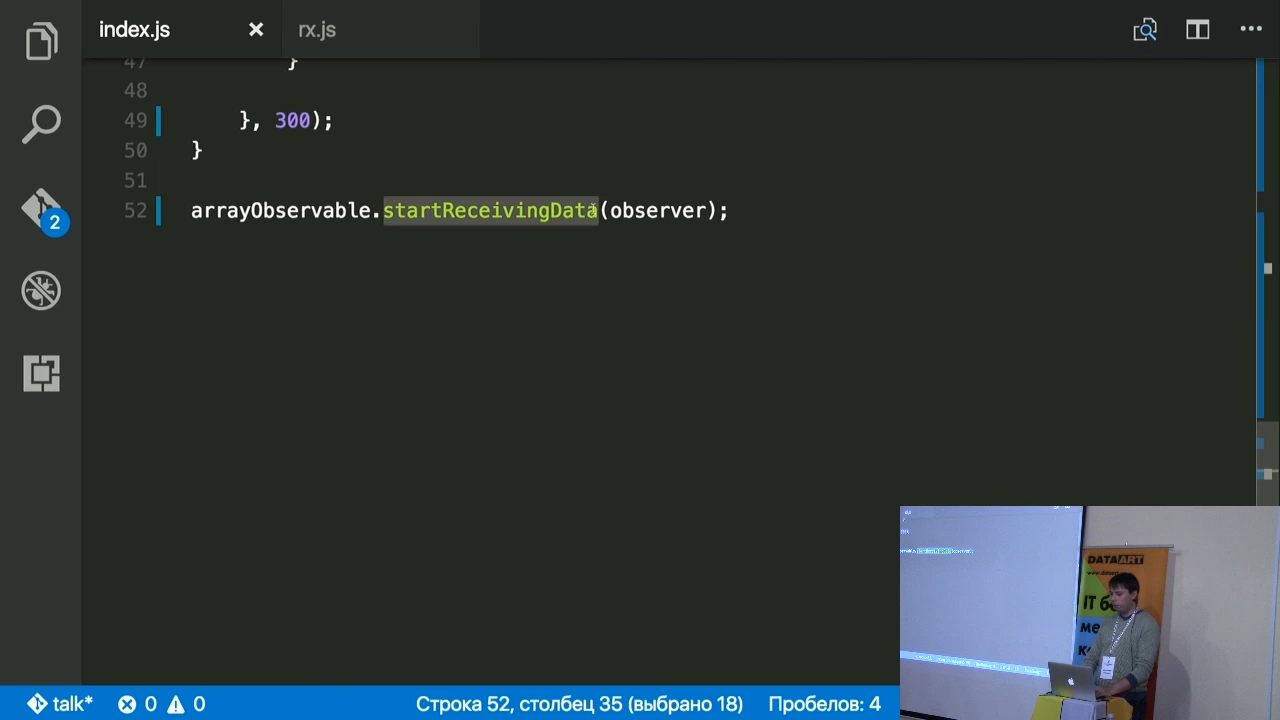 index.js
rx.js
47 }
48
49 }, 300);
50 }
51
52 arrayObservable.startReceivingData(observer);
2
talk* 0 0
Строка 52, столбец 35 (выбрано 18) Пробелов: 4
DATAART
IT